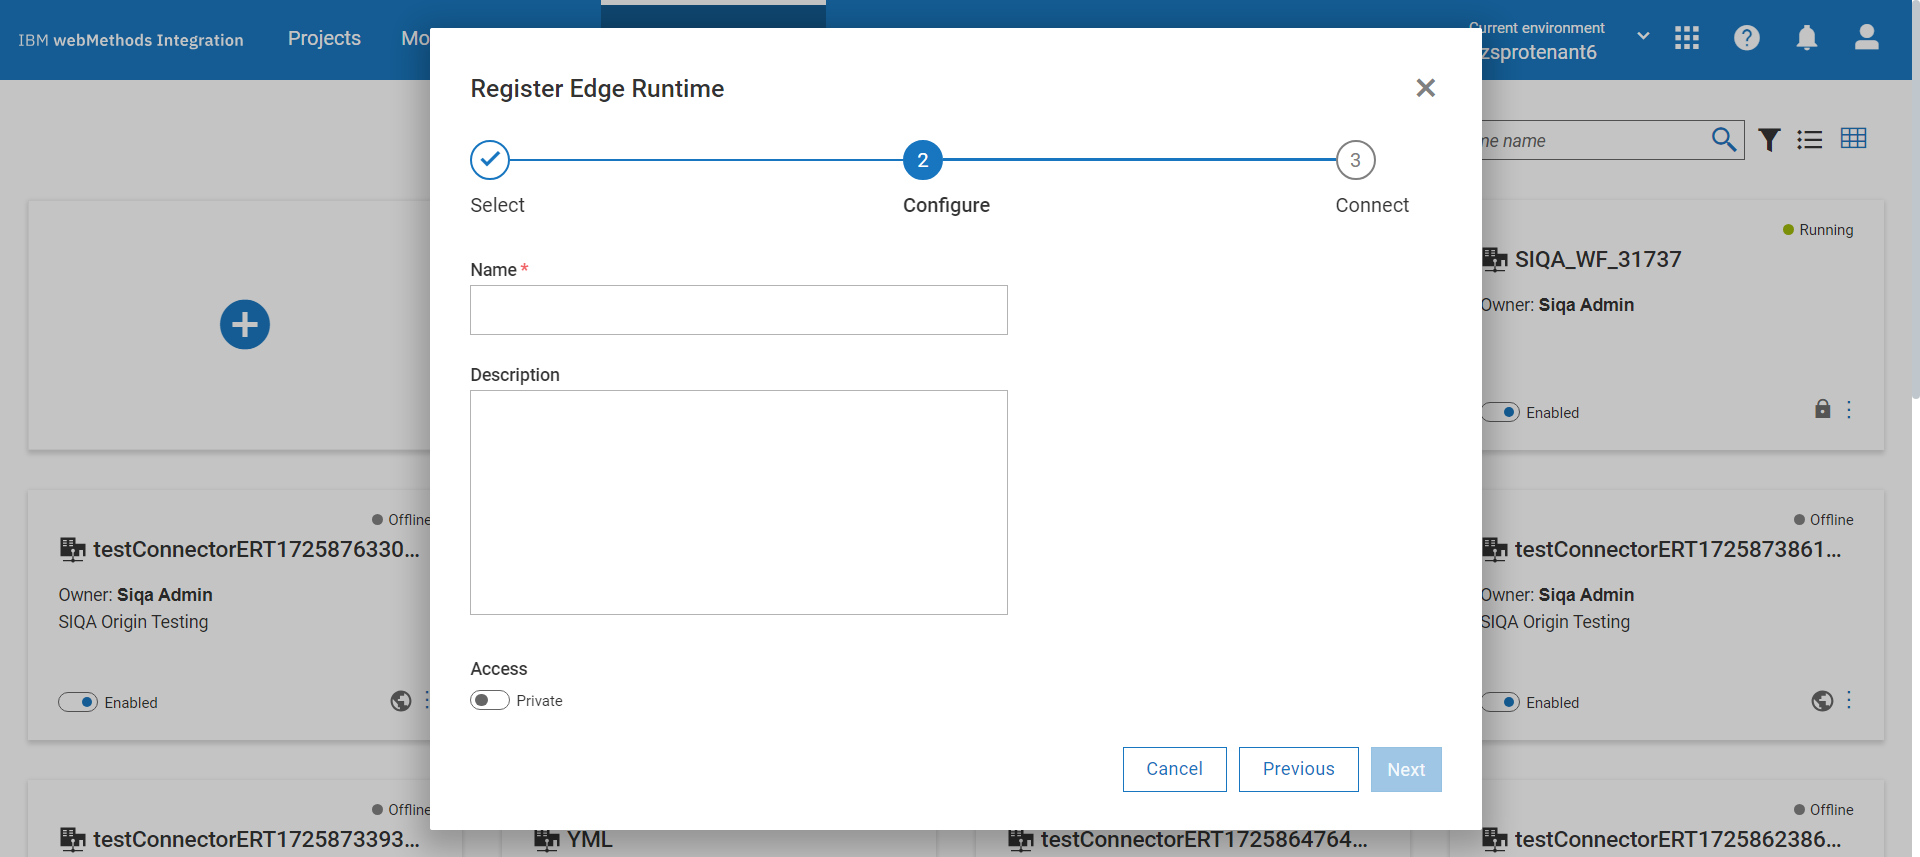 IBM webMethods Integration
Projects
Mo
Current environment
zsprotenant6
Register Edge Runtime
2
3
Select
Configure
Connect
Name *
Description
Access
Private
Cancel
Previous
Next
me name
Running
SIQA_WF_31737
Owner: Siqa Admin
Enabled
Offline
testConnectorERT1725876330...
Owner: Siqa Admin
SIQA Origin Testing
Enabled
Offline
testConnectorERT1725873861...
Owner: Siqa Admin
SIQA Origin Testing
Enabled
Offline
testConnectorERT1725873393...
YML
testConnectorERT1725864764...
Offline
testConnectorERT1725862386...